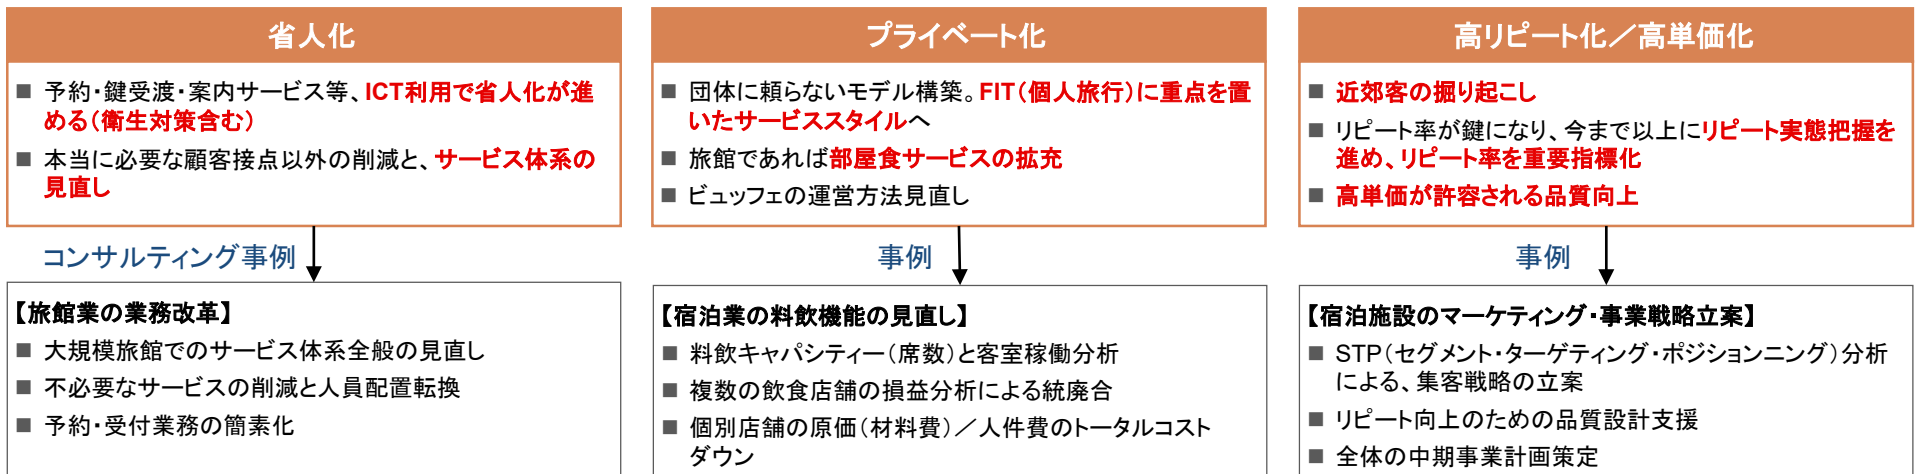 省人化
■ 予約・鍵受渡・案内サービス等、ICT利用で省人化が進
める（衛生対策含む）
■ 本当に必要な顧客接点以外の削減と、サービス体系の
見直し
コンサルティング事例
【旅館業の業務改革】
■ 大規模旅館でのサービス体系全般の見直し
■ 不必要なサービスの削減と人員配置転換
■ 予約・受付業務の簡素化
プライベート化
■ 団体に頼らないモデル構築。FIT（個人旅行）に重点を置
いたサービススタイルへ
■ 旅館であれば部屋食サービスの拡充
■ ビュッフェの運営方法見直し
事例
【宿泊業の料飲機能の見直し】
■ 料飲キャパシティー（席数）と客室稼働分析
■ 複数の飲食店舗の損益分析による統廃合
■ 個別店舗の原価（材料費）／人件費のトータルコスト
ダウン
高リピート化／高単価化
■ 近郊客の掘り起こし
■ リピート率が鍵になり、今まで以上にリピート実態把握を
進め、リピート率を重要指標化
■ 高単価が許容される品質向上
事例
【宿泊施設のマーケティング・事業戦略立案】
■ STP（セグメント・ターゲティング・ポジションニング）分析
による、集客戦略の立案
■ リピート向上のための品質設計支援
■ 全体の中期事業計画策定